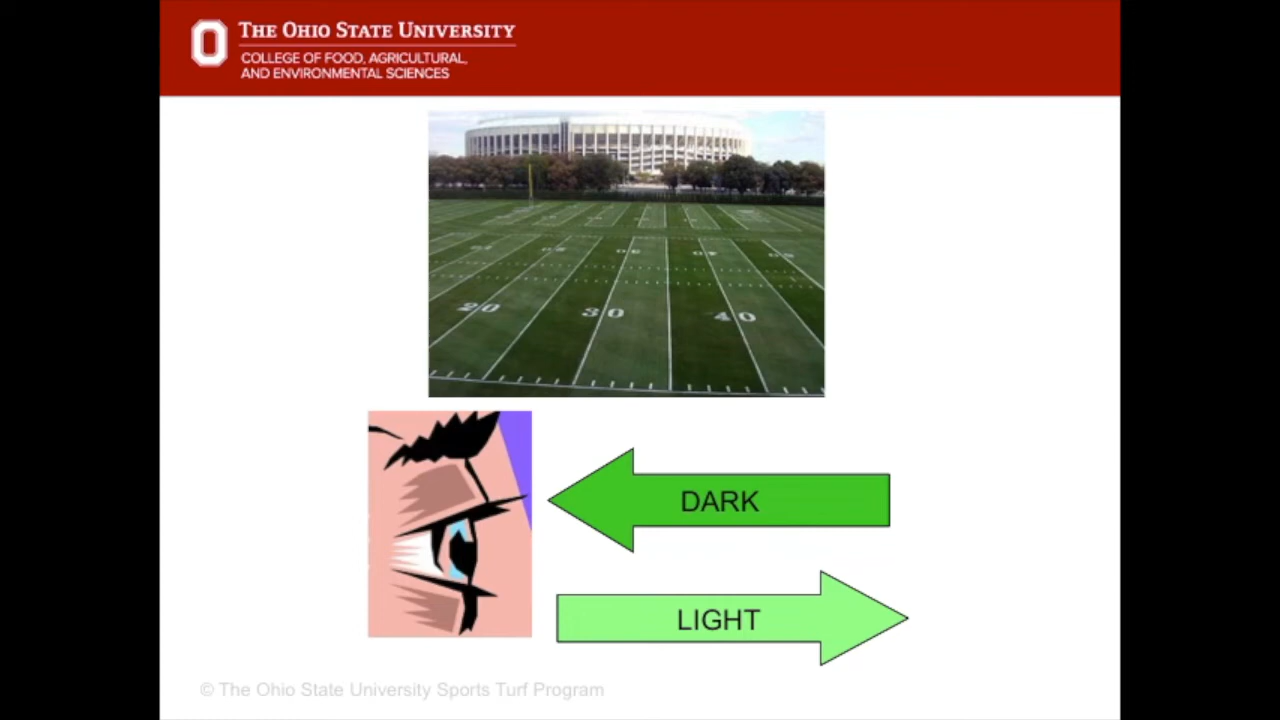 THE OHIO STATE UNIVERSITY
COLLEGE OF FOOD, AGRICULTURAL,
AND ENVIRONMENTAL SCIENCES
20 30 40
DARK
LIGHT
© The Ohio State University Sports Turf Program